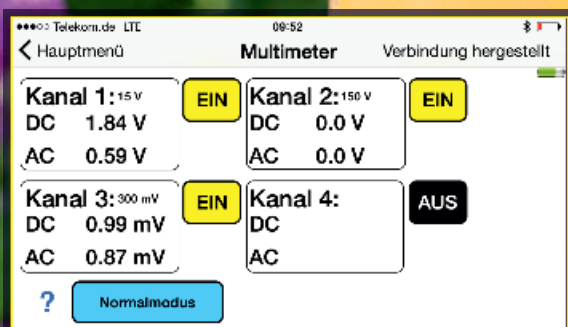 Telekom.de LTE 09:52
Hauptmenü Multimeter Verbindung hergestellt
Kanal 1: 15 V EIN Kanal 2: 150 V EIN
DC 1.84 V DC 0.0 V
AC 0.59 V AC 0.0 V
Kanal 3: 300 mV EIN Kanal 4: AUS
DC 0.99 mV DC
AC 0.87 mV AC
? Normalmodus